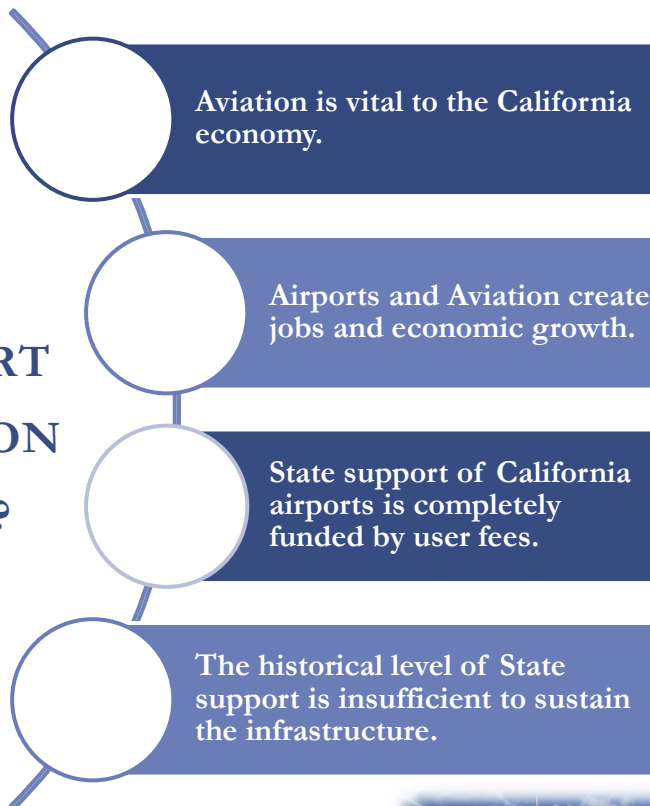 Aviation is vital to the California
economy.
Airports and Aviation create
jobs and economic growth.
RT
ON
?
State support of California
airports is completely
funded by user fees.
The historical level of State
support is insufficient to sustain
the infrastructure.